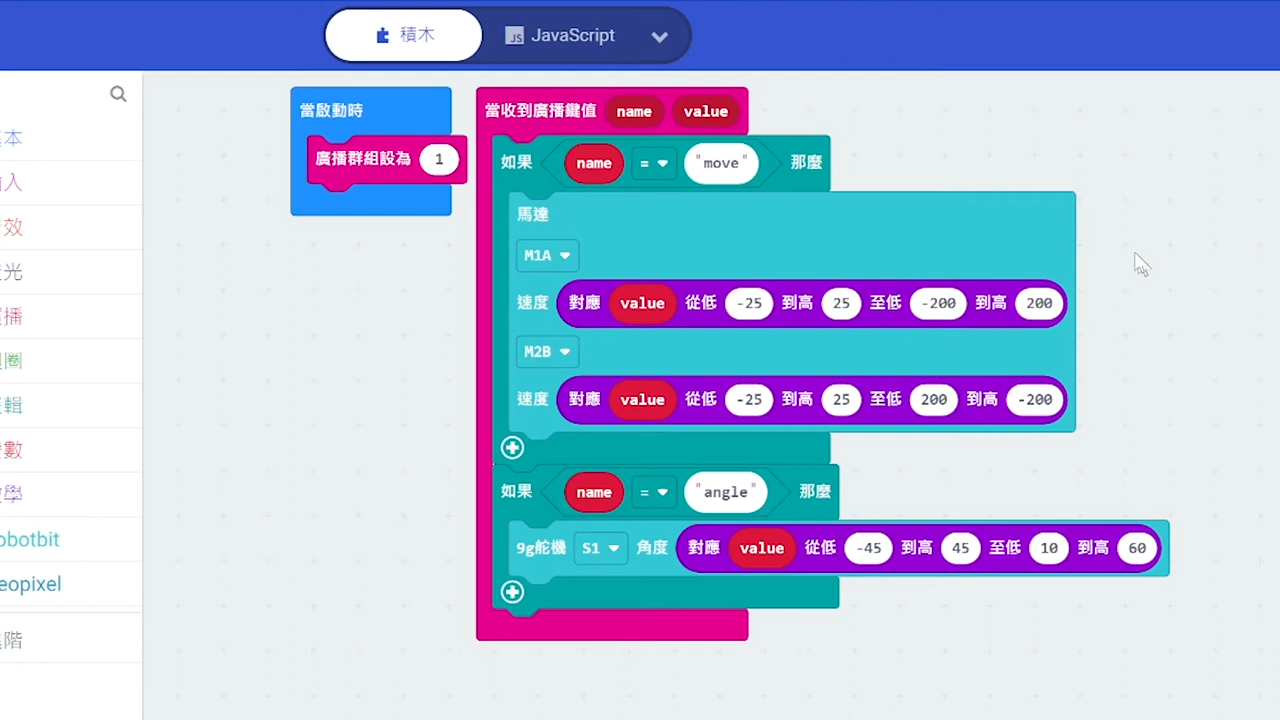 積木
JavaScript
本
入
效
光
播
圈
輯
數
學
obotbit
eopixel
階
當啟動時
廣播群組設為 1
當收到廣播鍵值 name value
如果 name = "move" 那麼
馬達
M1A
速度 對應 value 從低 -25 到高 25 至低 -200 到高 200
M2B
速度 對應 value 從低 -25 到高 25 至低 200 到高 -200
如果 name = "angle" 那麼
9g舵機 S1 角度 對應 value 從低 -45 到高 45 至低 10 到高 60